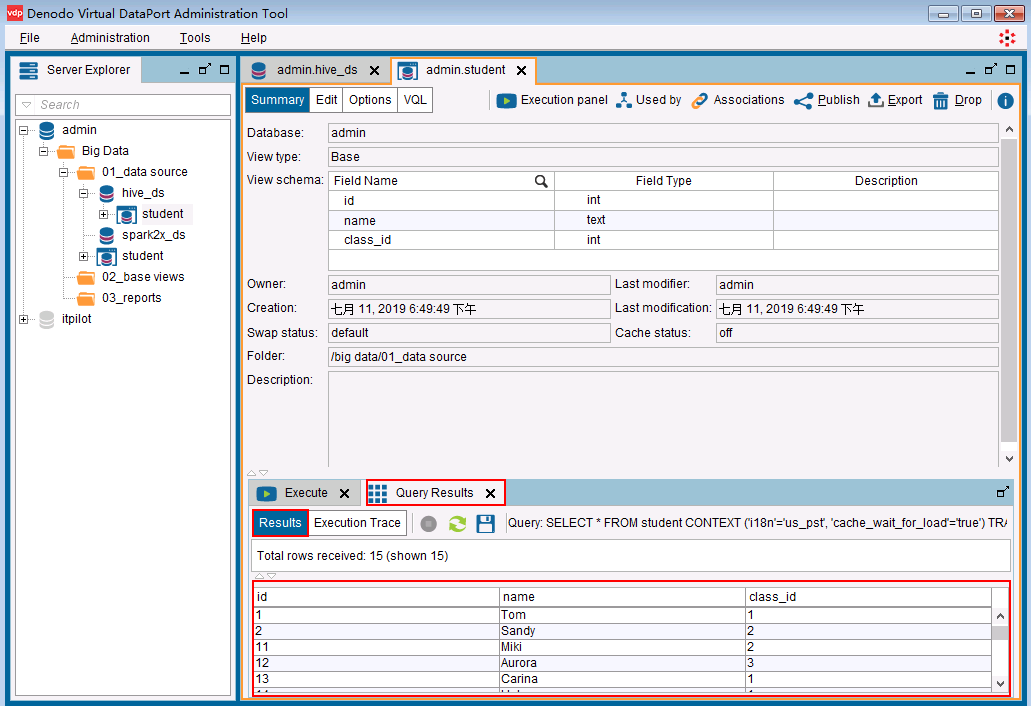 vdp Denodo Virtual DataPort Administration Tool
File Administration Tools Help
Server Explorer
Search
admin
Big Data
01_data source
hive_ds
student
spark2x_ds
student
02_base views
03_reports
itpilot
admin.hive_ds
admin.student
Summary Edit Options VQL
Execution panel Used by Associations Publish Export Drop
Database: admin
View type: Base
View schema: Field Name Field Type Description
id int
name text
class_id int
Owner: admin Last modifier: admin
Creation: 七月 11, 2019 6:49:49 下午 Last modification: 七月 11, 2019 6:49:49 下午
Swap status: default Cache status: off
Folder: /big data/01_data source
Description:
Execute Query Results
Results Execution Trace Query: SELECT * FROM student CONTEXT ('i18n'='us_pst', 'cache_wait_for_load'='true') TRA
Total rows received: 15 (shown 15)
id name class_id
1 Tom 1
2 Sandy 2
11 Miki 2
12 Aurora 3
13 Carina 1